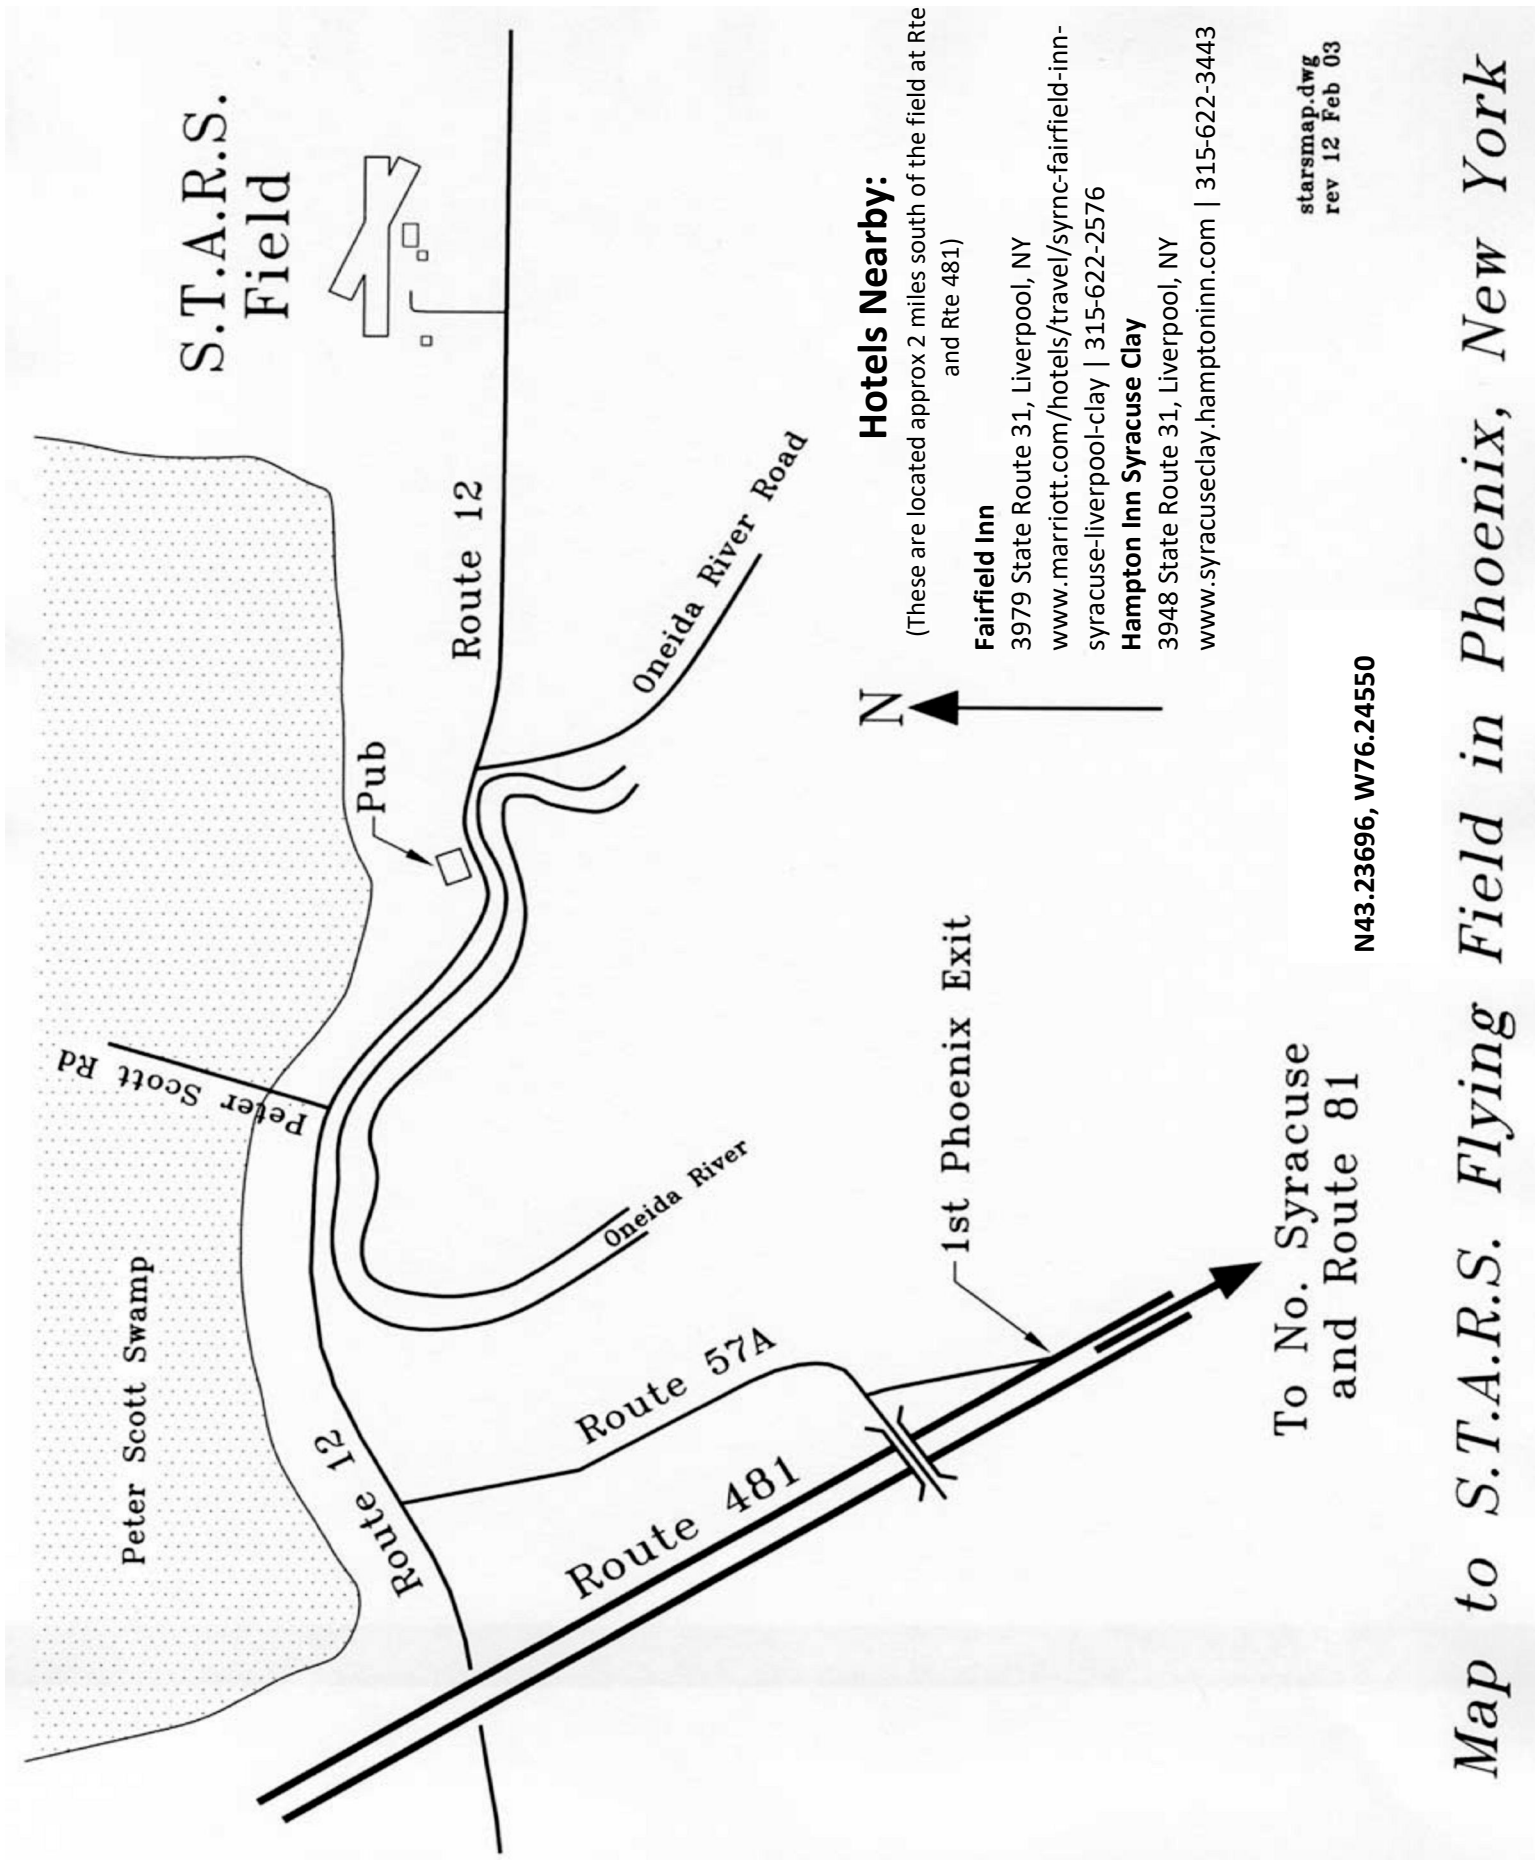 S.T.A.R.S.
Field
Peter Scott Swamp
Peter Scott Rd
Pub
Route 12
Route 12
Oneida River Road
Oneida River
Route 57A
Route 481
1st Phoenix Exit
To No. Syracuse
and Route 81
N
Hotels Nearby:
(These are located approx 2 miles south of the field at Rte
and Rte 481)
Fairfield Inn
3979 State Route 31, Liverpool, NY
www.marriott.com/hotels/travel/sync-fairfield-inn-
syracuse-liverpool-clay | 315-622-2576
Hampton Inn Syracuse Clay
3948 State Route 31, Liverpool, NY
www.syracuseclay.hamptoninn.com | 315-622-3443
starsmap.dwg
rev 12 Feb 03
N43.23696, W76.24550
Map to S.T.A.R.S. Flying Field in Phoenix, New York